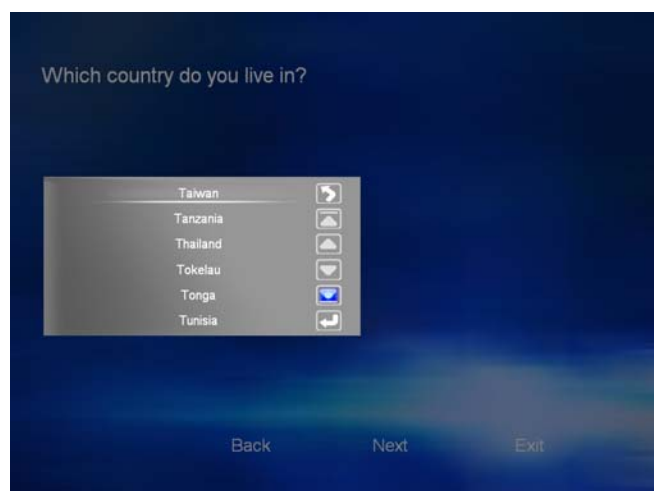 Which country do you live in?
Taiwan
Tanzania
Thailand
Tokelau
Tonga
Tunisia
Back Next Exit